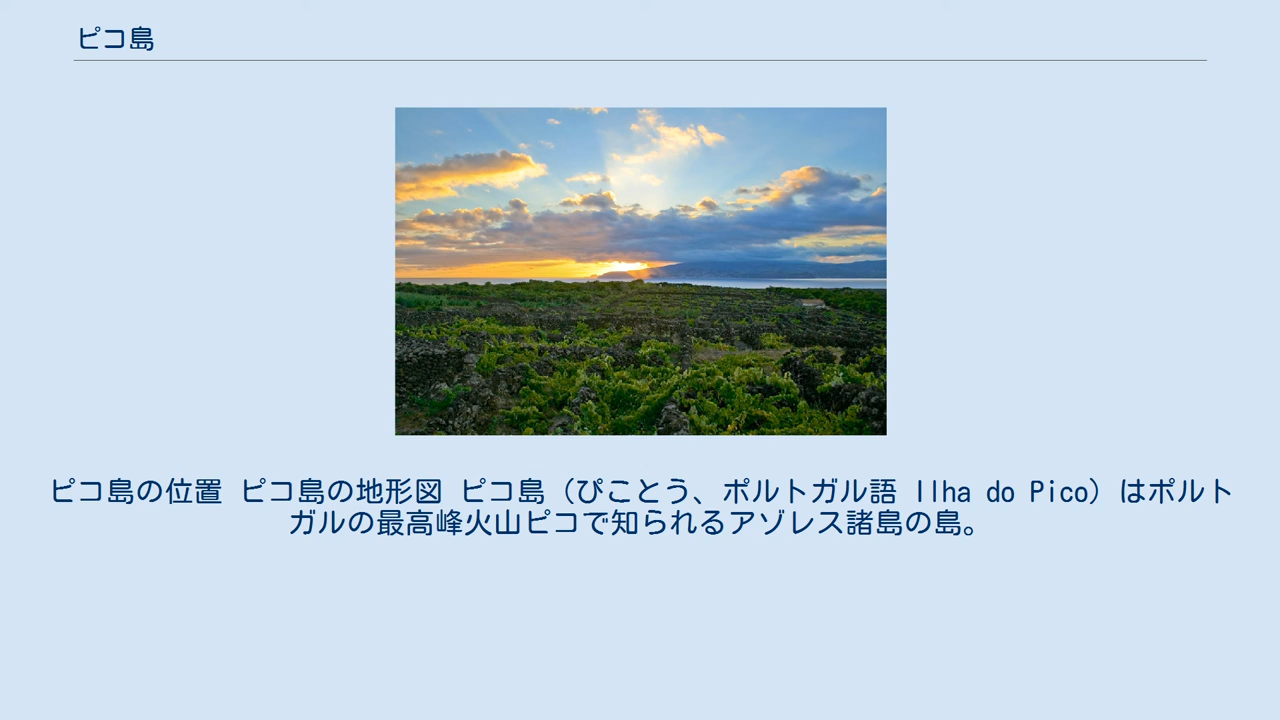 ピコ島
ピコ島の位置 ピコ島の地形図 ピコ島（ぴことう、ポルトガル語 Ilha do Pico）はポルト
ガルの最高峰火山ピコで知られるアゾレス諸島の島。